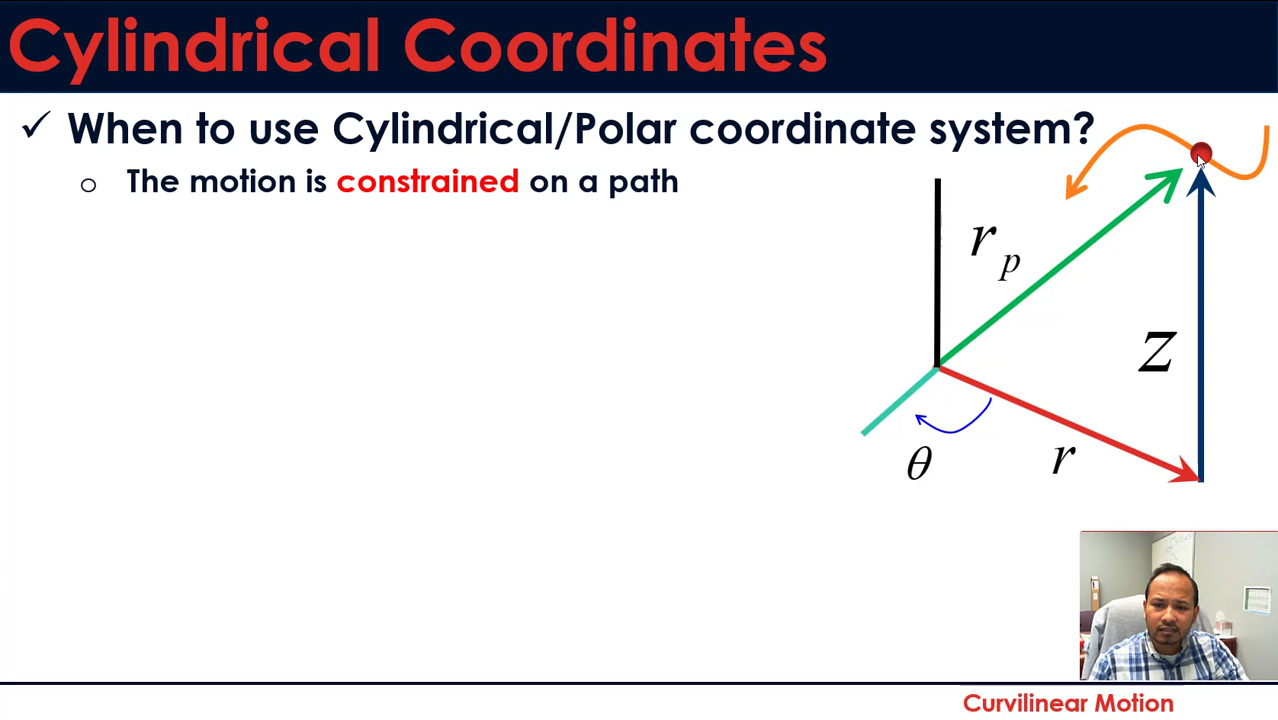 Cylindrical Coordinates
✓ When to use Cylindrical/Polar coordinate system?
o The motion is constrained on a path
r p
z
θ
r
Curvilinear Motion